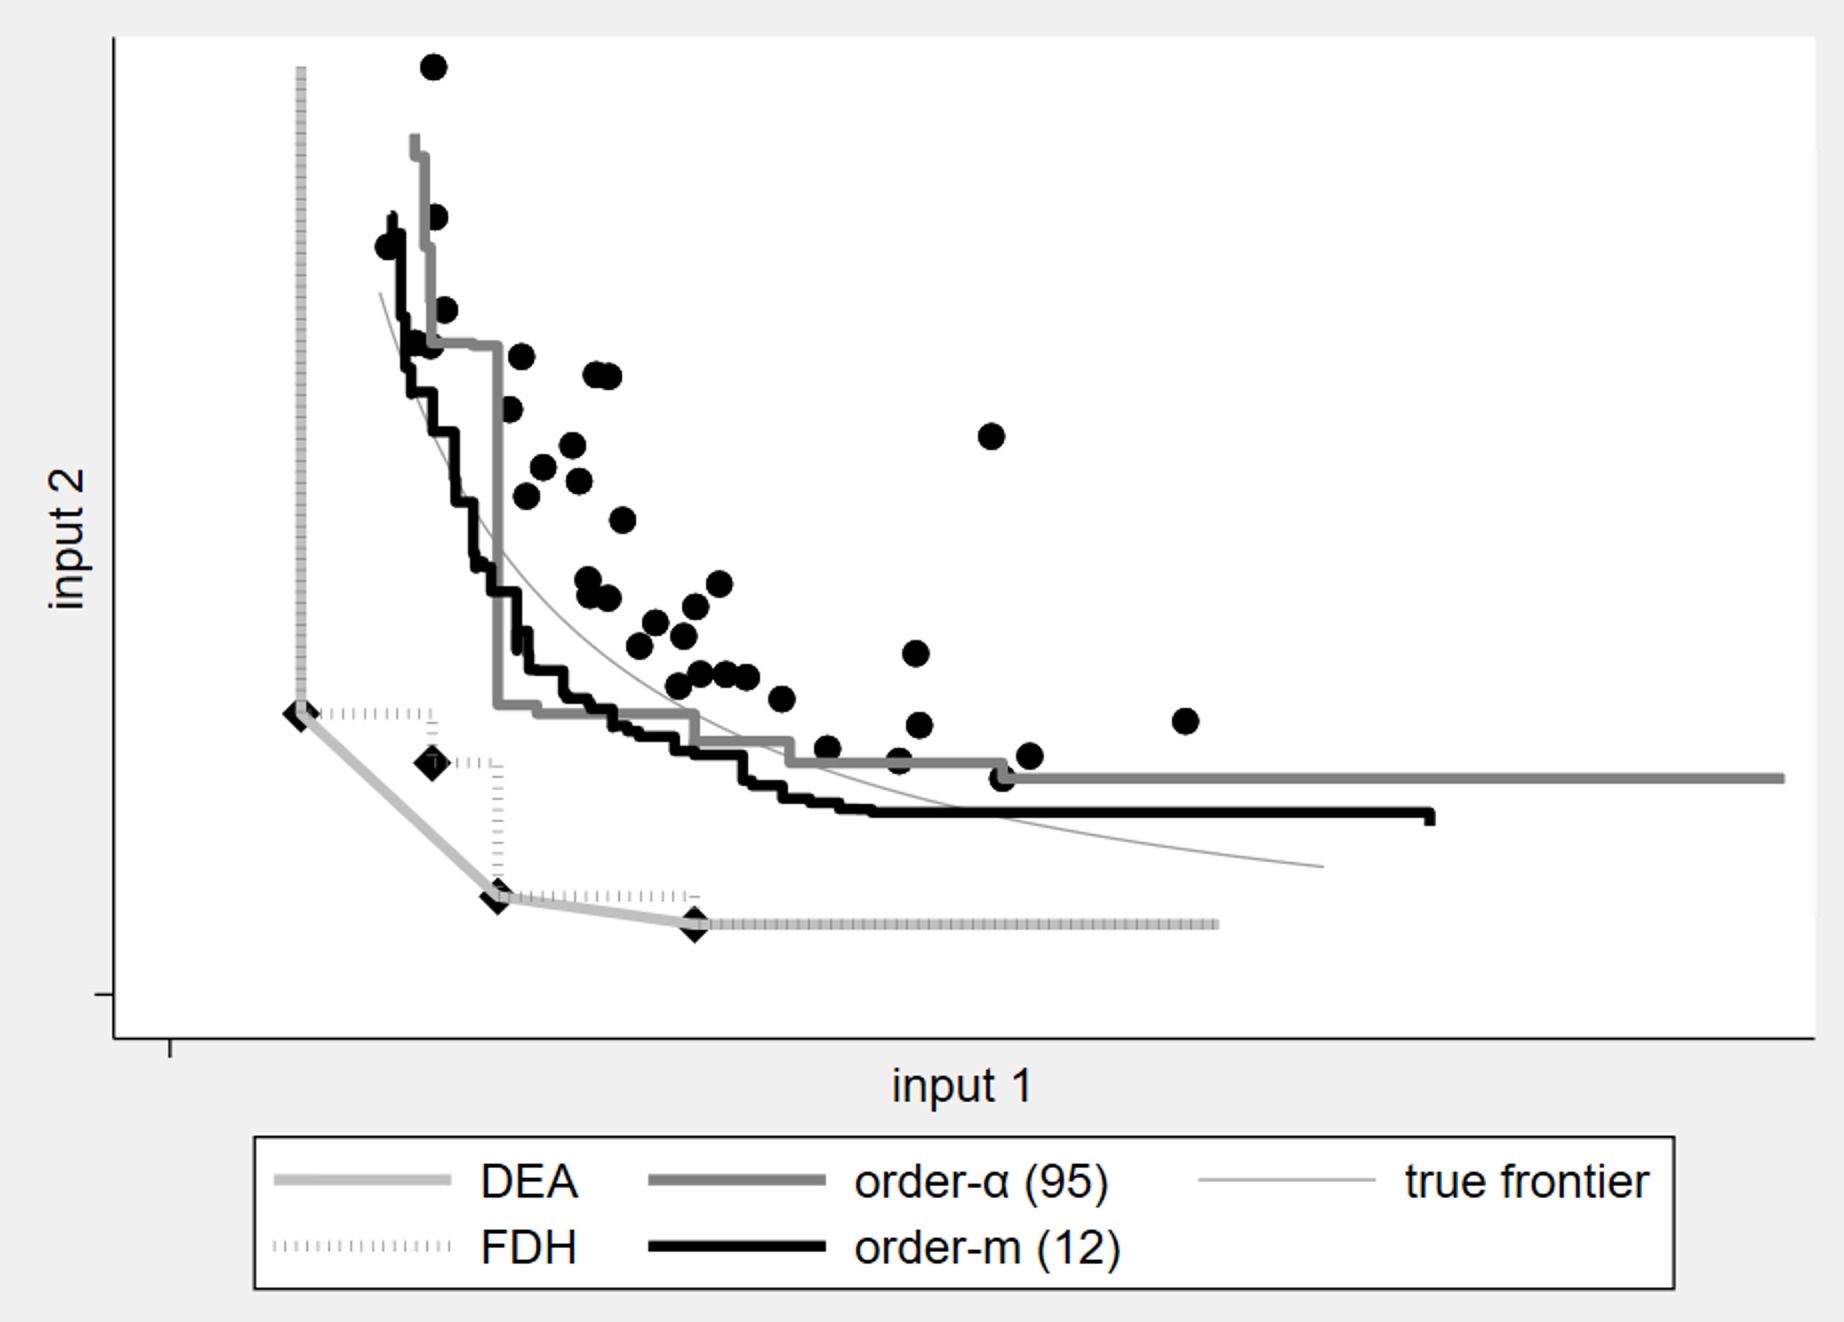 input 2
input 1
DEA order-α (95) true frontier
FDH order-m (12)